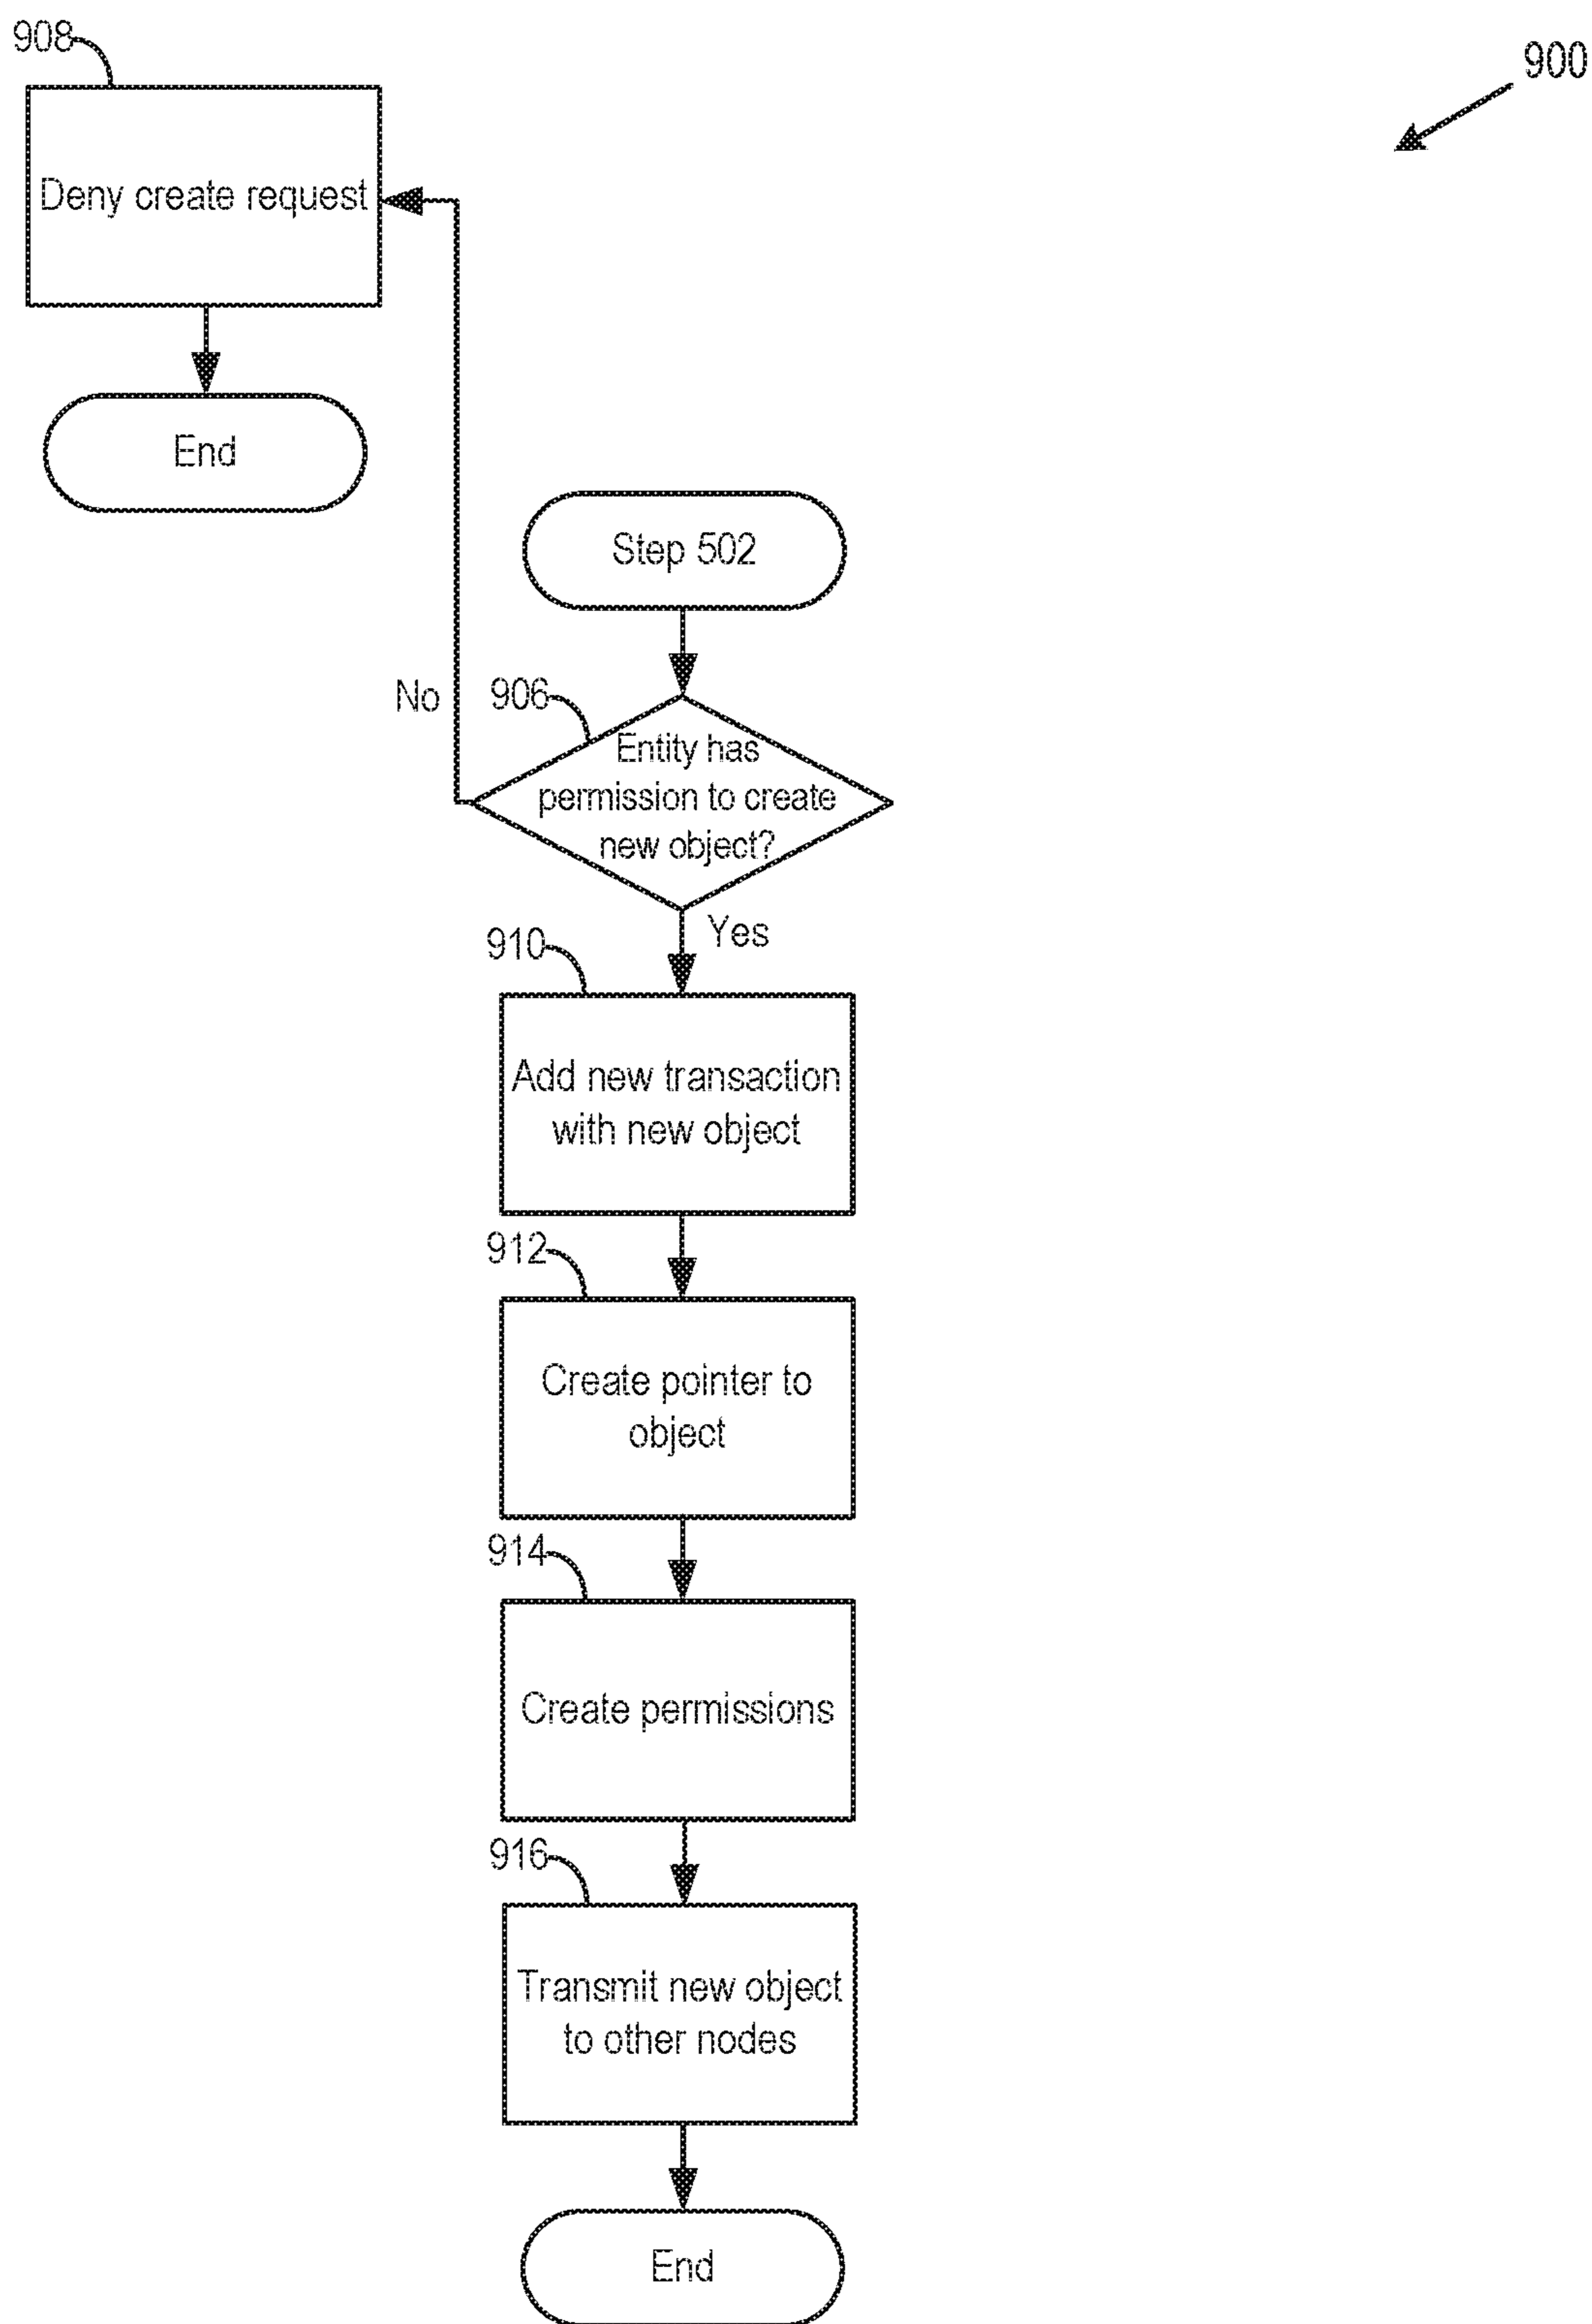 908
900
Deny create request
End
Step 502
No
906
Entity has
permission to create
new object?
Yes
910
Add new transaction
with new object
912
Create pointer to
object
914
Create permissions
916
Transmit new object
to other nodes
End